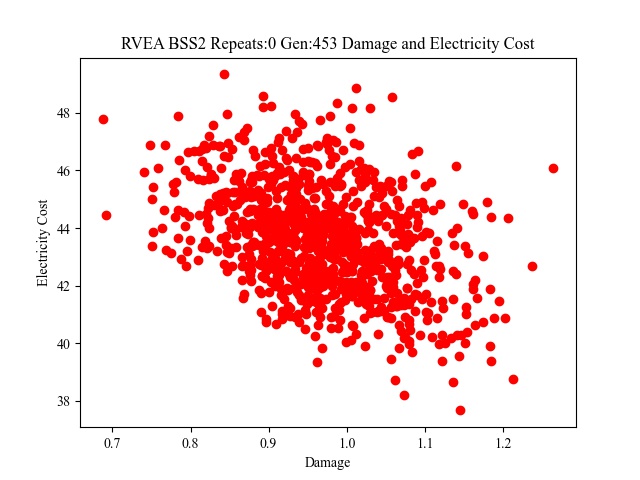 RVEA BSS2 Repeats:0 Gen:453 Damage and Electricity Cost
48
46
44
42
40
38
Electricity Cost
0.7 0.8 0.9 1.0 1.1 1.2
Damage